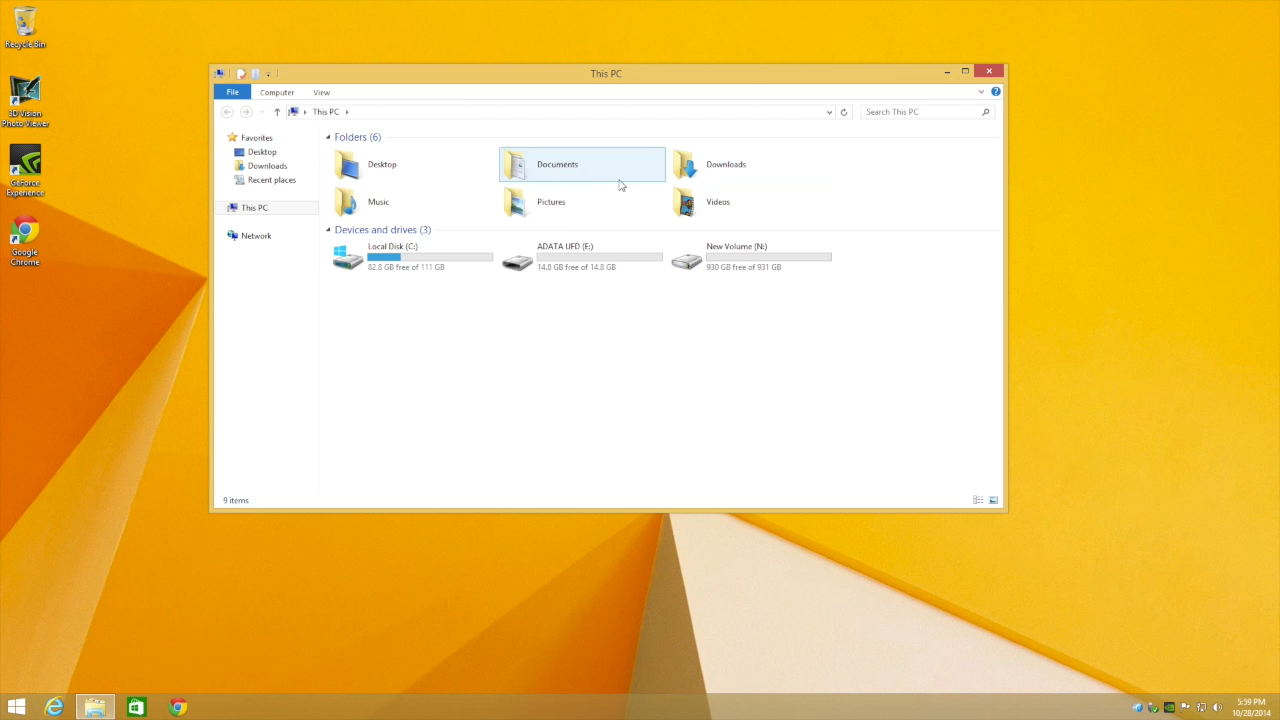 Recycle Bin
3D Vision
Photo Viewer
GeForce
Experience
Google
Chrome
This PC
File
Computer
View
This PC
Search This PC
Favorites
Desktop
Downloads
Recent places
This PC
Network
Folders (6)
Desktop
Documents
Downloads
Music
Pictures
Videos
Devices and drives (3)
Local Disk (C:)
82.8 GB free of 111 GB
ADATA UFD (E:)
14.8 GB free of 14.8 GB
New Volume (N:)
930 GB free of 931 GB
9 items
5:59 PM
10/28/2014